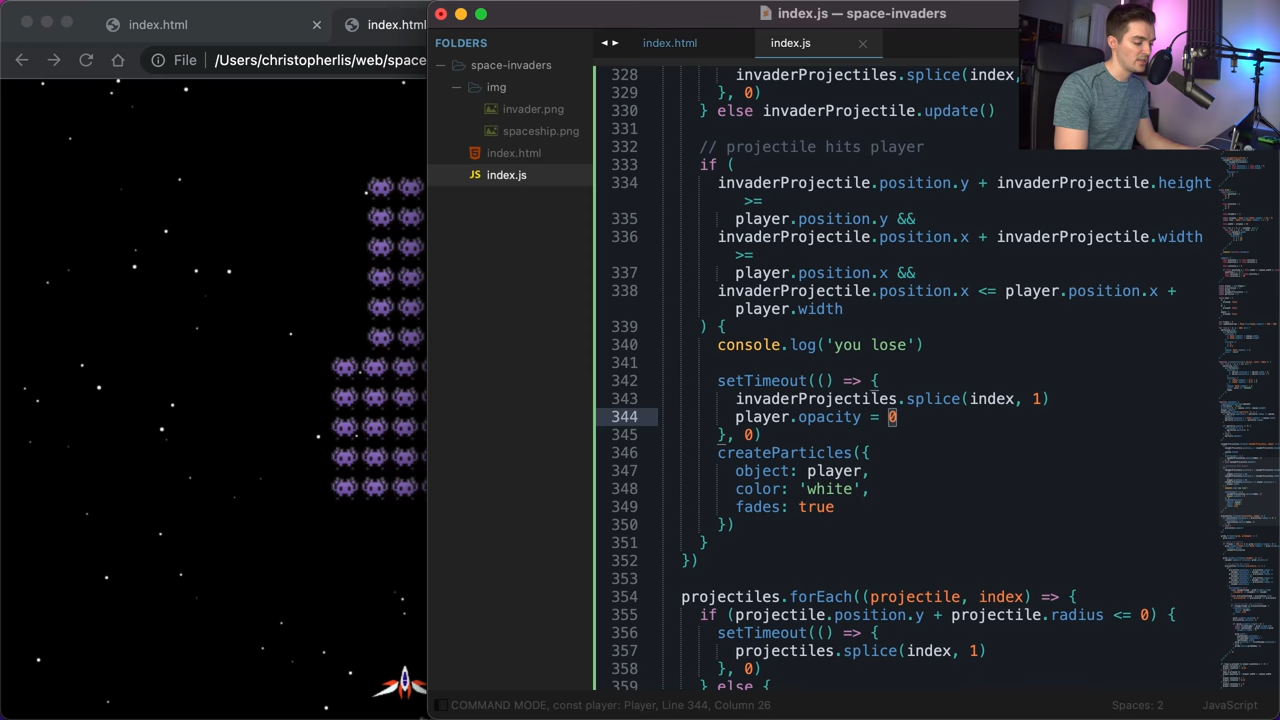 index.html
index.html
File /Users/christopherlis/web/space
index.js — space-invaders
FOLDERS
space-invaders
img
invader.png
spaceship.png
index.html
index.js
index.html
index.js
328 invaderProjectiles.splice(index,
329 }, 0)
330 } else invaderProjectile.update()
331
332 // projectile hits player
333 if (
334 invaderProjectile.position.y + invaderProjectile.height
>=
335 player.position.y &&
336 invaderProjectile.position.x + invaderProjectile.width
>=
337 player.position.x &&
338 invaderProjectile.position.x <= player.position.x +
player.width
339 ) {
340 console.log('you lose')
341
342 setTimeout(() => {
343 invaderProjectiles.splice(index, 1)
344 player.opacity = 0
345 }, 0)
346 createParticles({
347 object: player,
348 color: 'white',
349 fades: true
350 })
351 }
352 })
353
354 projectiles.forEach((projectile, index) => {
355 if (projectile.position.y + projectile.radius <= 0) {
356 setTimeout(() => {
357 projectiles.splice(index, 1)
358 }, 0)
359 } else {
COMMAND MODE, const player: Player, Line 344, Column 26
Spaces: 2
JavaScript